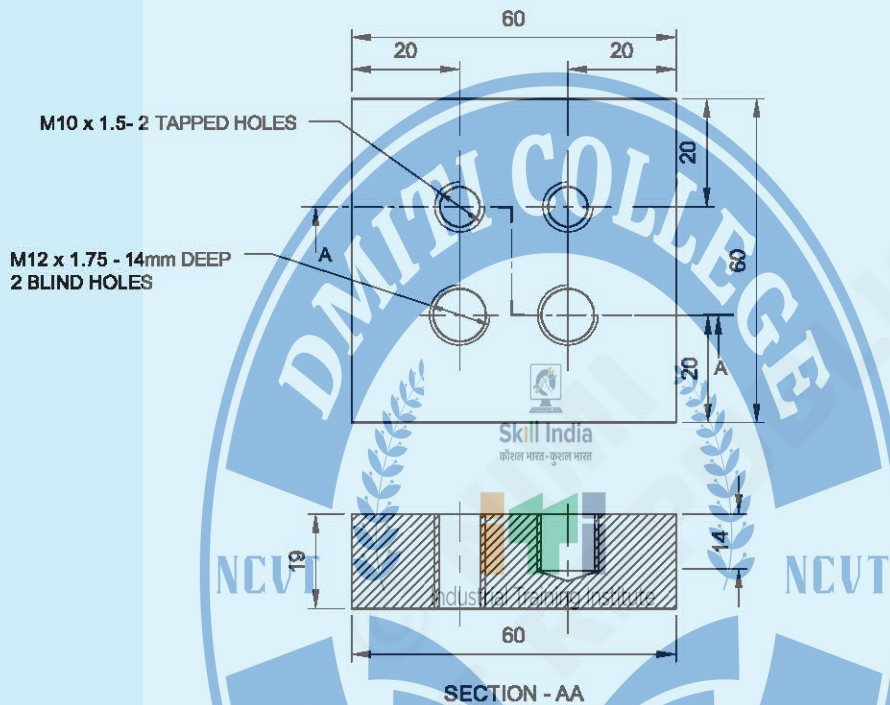 60
20
20
M10 x 1.5- 2 TAPPED HOLES
20
A
M12 x 1.75 - 14mm DEEP
2 BLIND HOLES
60
20
A
DMITI COLLEGE
Skill India
कौशल भारत - कुशल भारत
19
14
NCVT
NCVT
iTi
Industrial Training Institute
60
SECTION - AA